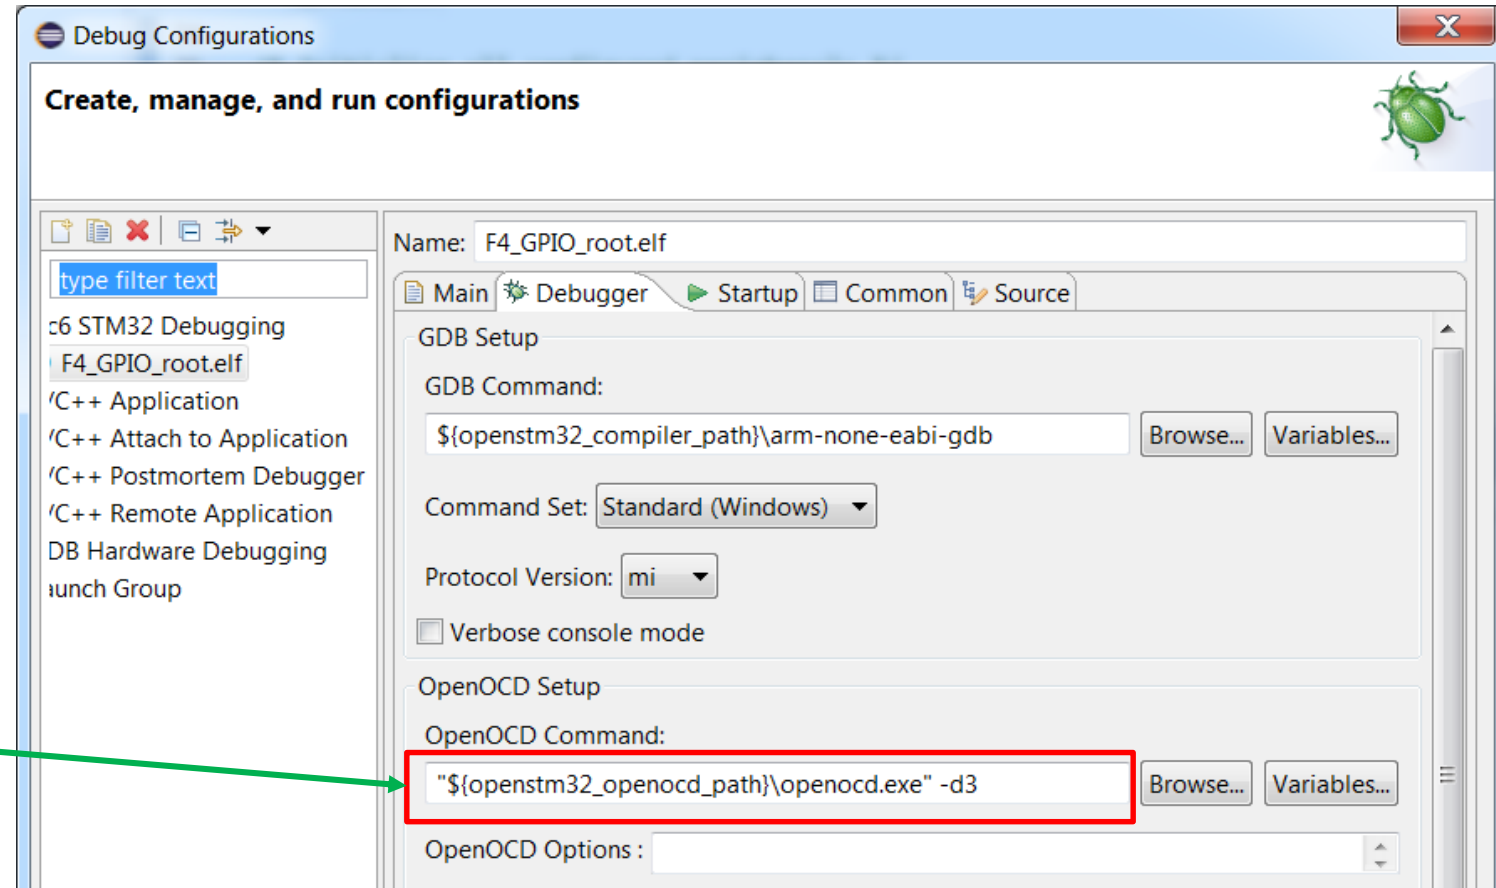 Debug Configurations
Create, manage, and run configurations
Name: F4_GPIO_root.elf
type filter text
Main Debugger Startup Common Source
c6 STM32 Debugging
F4_GPIO_root.elf
/C++ Application
/C++ Attach to Application
/C++ Postmortem Debugger
/C++ Remote Application
DB Hardware Debugging
aunch Group
GDB Setup
GDB Command:
${openstm32_compiler_path}\arm-none-eabi-gdb Browse... Variables...
Command Set: Standard (Windows)
Protocol Version: mi
Verbose console mode
OpenOCD Setup
OpenOCD Command:
"${openstm32_openocd_path}\openocd.exe" -d3 Browse... Variables...
OpenOCD Options :